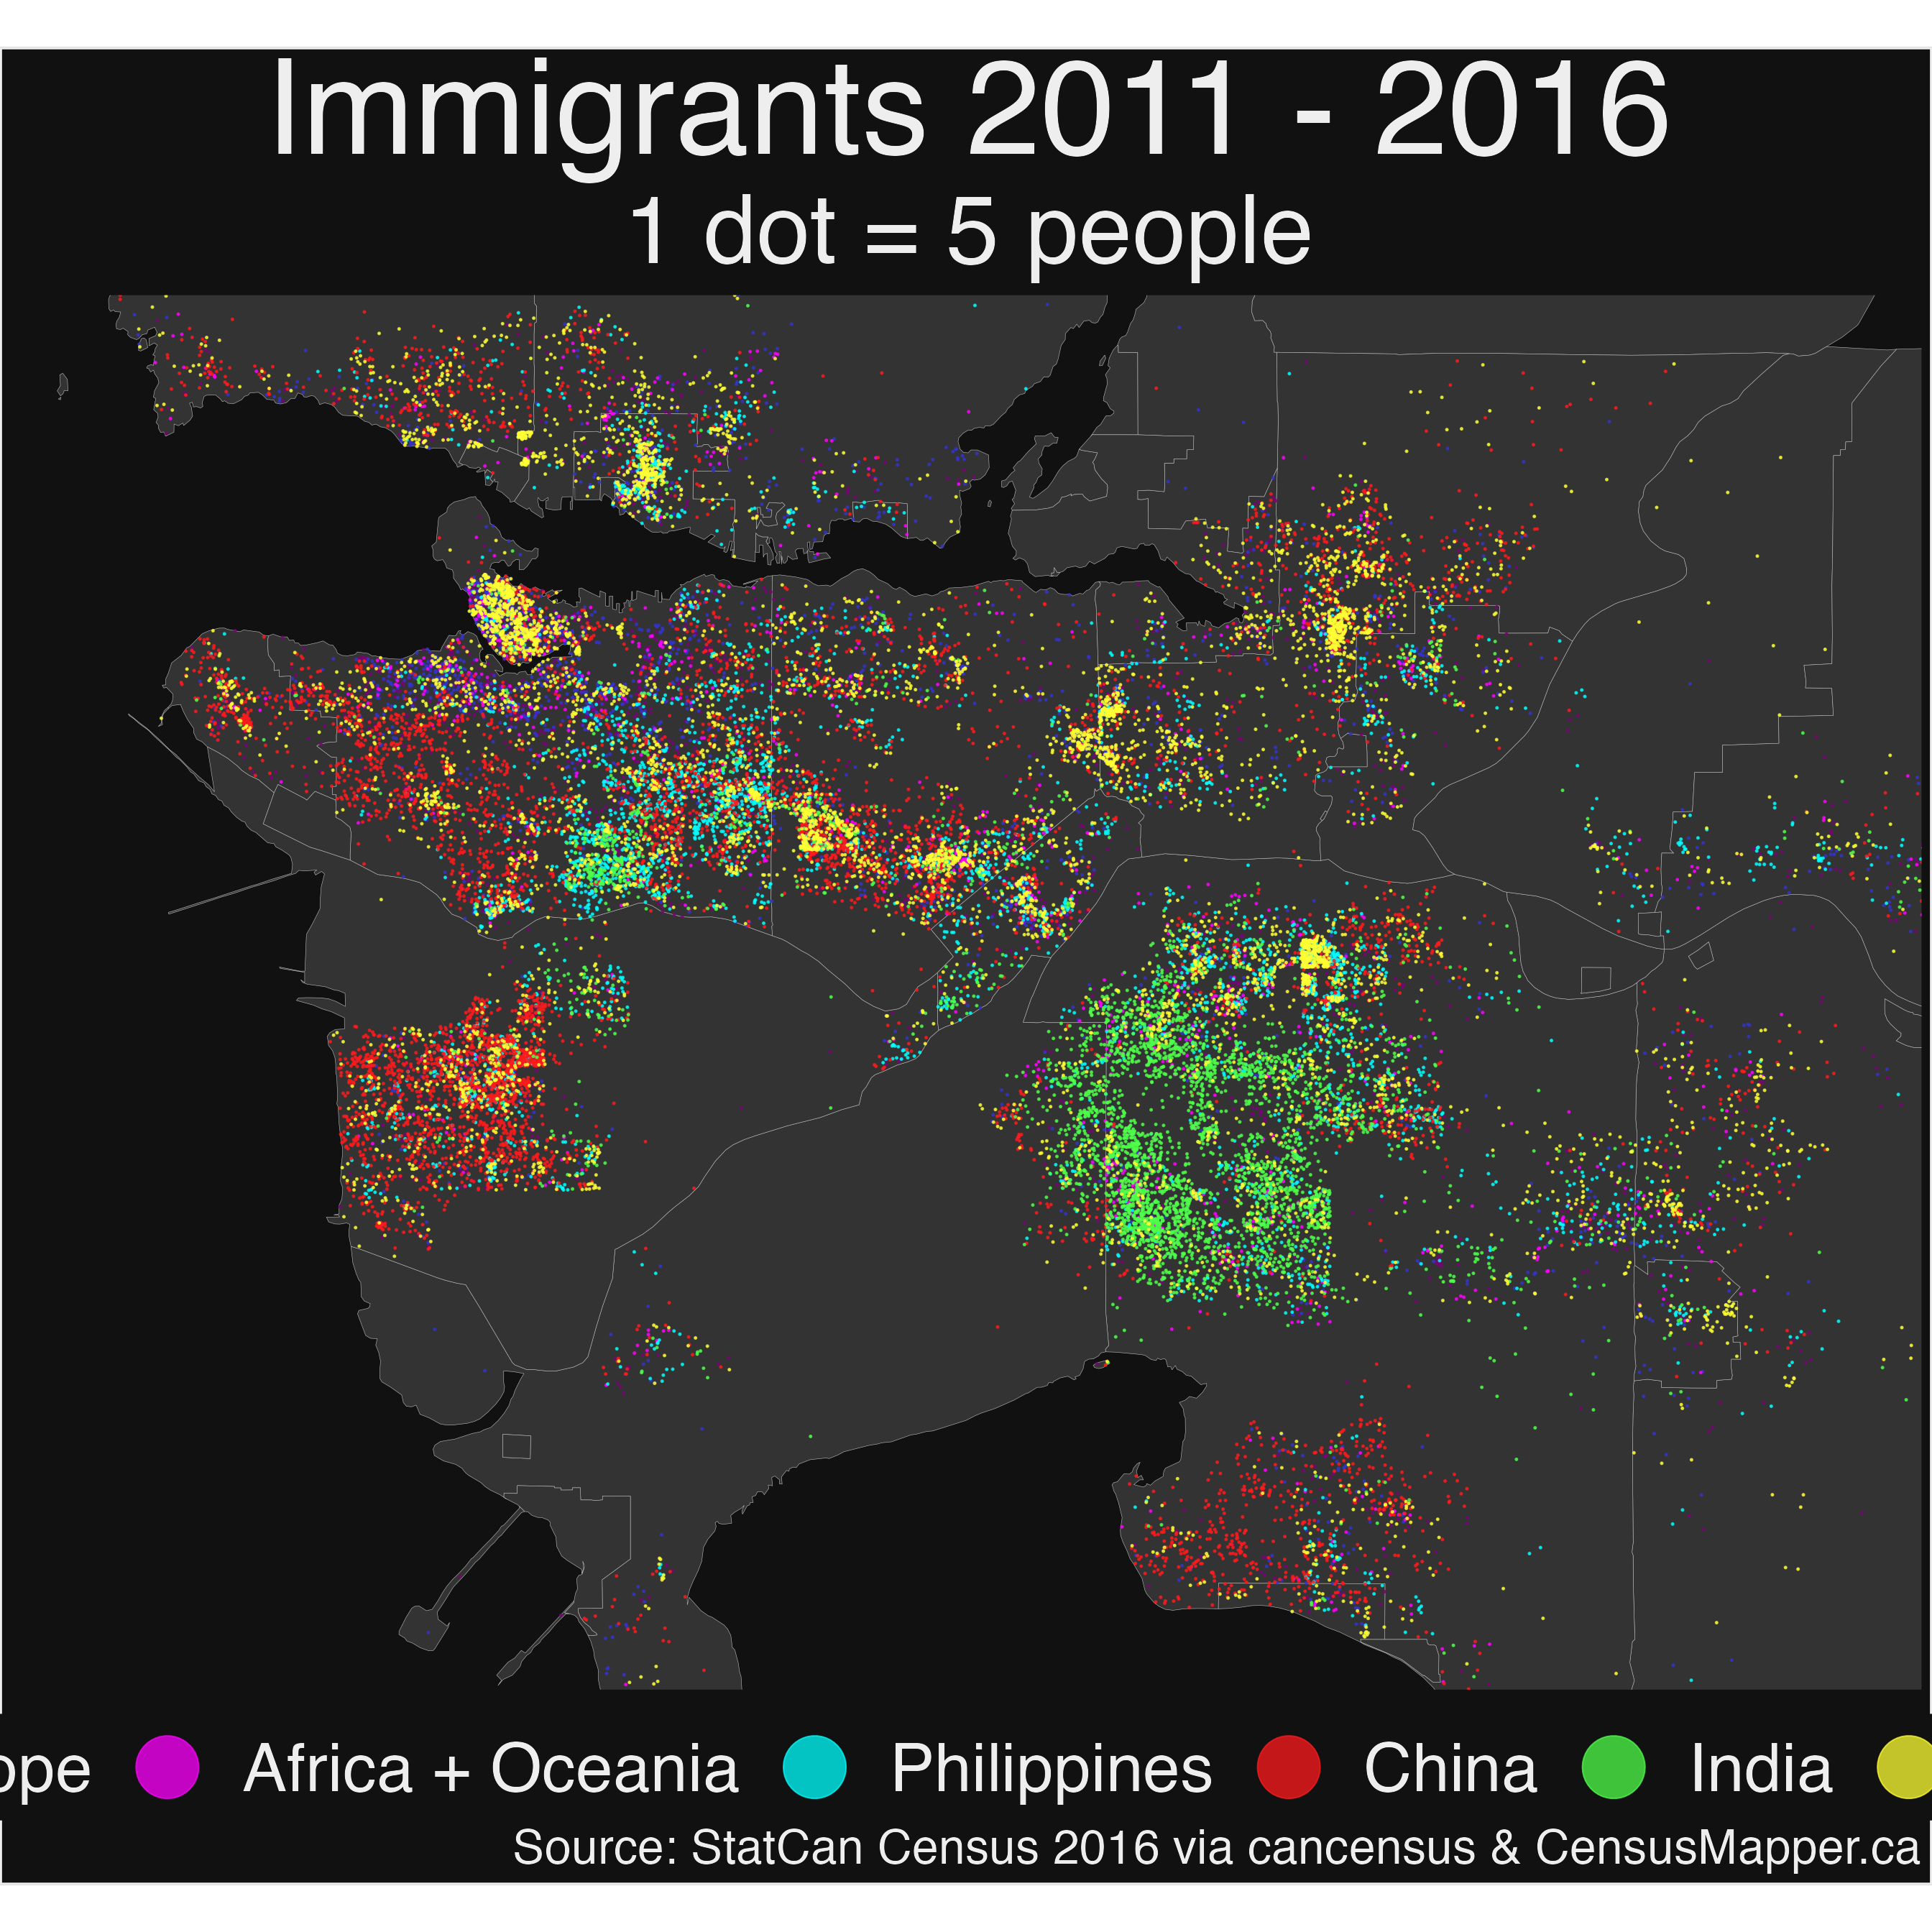 Immigrants 2011 - 2016
1 dot = 5 people
ope Africa + Oceania Philippines China India
Source: StatCan Census 2016 via cancensus & CensusMapper.ca